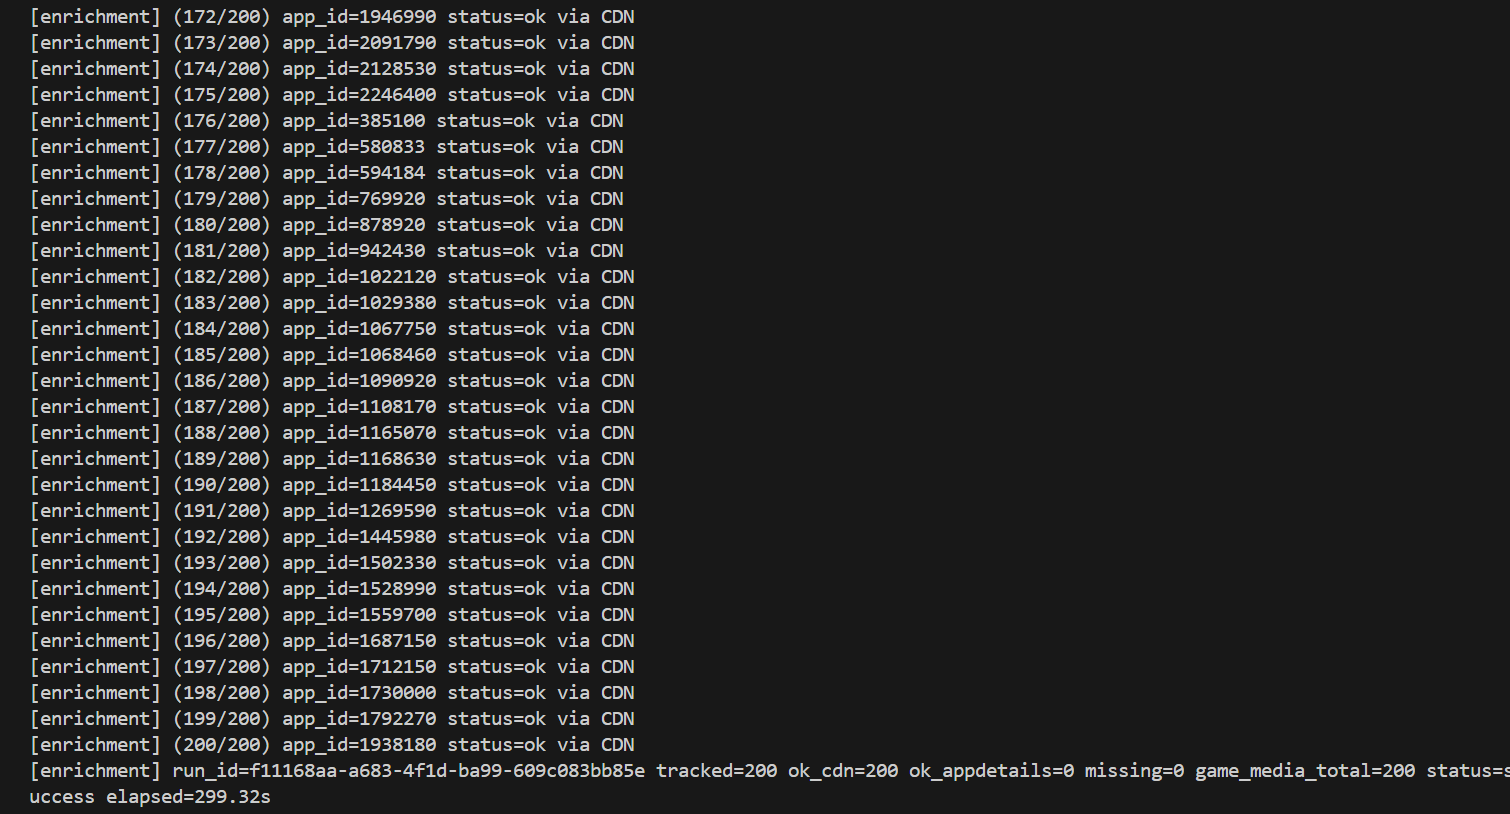 [enrichment] (172/200) app_id=1946990 status=ok via CDN
[enrichment] (173/200) app_id=2091790 status=ok via CDN
[enrichment] (174/200) app_id=2128530 status=ok via CDN
[enrichment] (175/200) app_id=2246400 status=ok via CDN
[enrichment] (176/200) app_id=385100 status=ok via CDN
[enrichment] (177/200) app_id=580833 status=ok via CDN
[enrichment] (178/200) app_id=594184 status=ok via CDN
[enrichment] (179/200) app_id=769920 status=ok via CDN
[enrichment] (180/200) app_id=878920 status=ok via CDN
[enrichment] (181/200) app_id=942430 status=ok via CDN
[enrichment] (182/200) app_id=1022120 status=ok via CDN
[enrichment] (183/200) app_id=1029380 status=ok via CDN
[enrichment] (184/200) app_id=1067750 status=ok via CDN
[enrichment] (185/200) app_id=1068460 status=ok via CDN
[enrichment] (186/200) app_id=1090920 status=ok via CDN
[enrichment] (187/200) app_id=1108170 status=ok via CDN
[enrichment] (188/200) app_id=1165070 status=ok via CDN
[enrichment] (189/200) app_id=1168630 status=ok via CDN
[enrichment] (190/200) app_id=1184450 status=ok via CDN
[enrichment] (191/200) app_id=1269590 status=ok via CDN
[enrichment] (192/200) app_id=1445980 status=ok via CDN
[enrichment] (193/200) app_id=1502330 status=ok via CDN
[enrichment] (194/200) app_id=1528990 status=ok via CDN
[enrichment] (195/200) app_id=1559700 status=ok via CDN
[enrichment] (196/200) app_id=1687150 status=ok via CDN
[enrichment] (197/200) app_id=1712150 status=ok via CDN
[enrichment] (198/200) app_id=1730000 status=ok via CDN
[enrichment] (199/200) app_id=1792270 status=ok via CDN
[enrichment] (200/200) app_id=1938180 status=ok via CDN
[enrichment] run_id=f11168aa-a683-4f1d-ba99-609c083bb85e tracked=200 ok_cdn=200 ok_appdetails=0 missing=0 game_media_total=200 status=s
uccess elapsed=299.32s